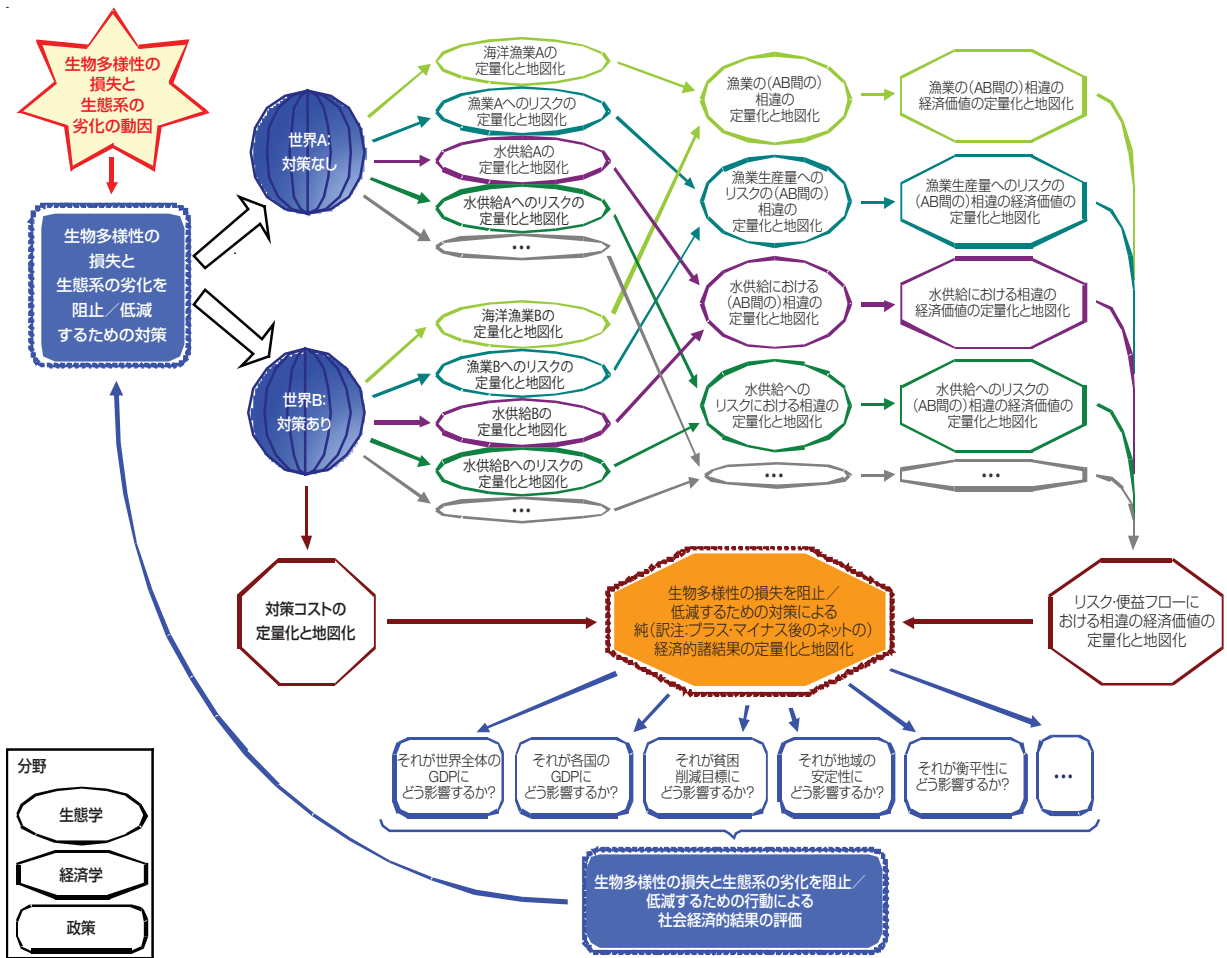 生物多様性の
損失と
生態系の
劣化の動因
生物多様性の
損失と
生態系の劣化を
阻止／低減
するための対策
世界A:
対策なし
世界B:
対策あり
海洋漁業Aの
定量化と地図化
漁業Aへのリスクの
定量化と地図化
水供給Aの
定量化と地図化
水供給Aへのリスクの
定量化と地図化
…
海洋漁業Bの
定量化と地図化
漁業Bへのリスクの
定量化と地図化
水供給Bの
定量化と地図化
水供給Bへのリスクの
定量化と地図化
…
漁業の(AB間の)
相違の
定量化と地図化
漁業生産量への
リスクの(AB間の)
相違の
定量化と地図化
水供給における
(AB間の)相違の
定量化と地図化
水供給への
リスクにおける相違の
定量化と地図化
…
漁業の(AB間の)相違の
経済価値の定量化と地図化
漁業生産量へのリスクの
(AB間の)相違の経済価値の
定量化と地図化
水供給における相違の
経済価値の定量化と地図化
水供給へのリスクの
(AB間の)相違の経済価値の
定量化と地図化
…
対策コストの
定量化と地図化
生物多様性の損失を阻止／
低減するための対策による
純(訳注:プラス・マイナス後のネットの)
経済的諸結果の定量化と地図化
リスク・便益フローに
おける相違の経済価値の
定量化と地図化
それが世界全体の
GDPに
どう影響するか?
それが各国の
GDPに
どう影響するか?
それが貧困
削減目標に
どう影響するか?
それが地域の
安定性に
どう影響するか?
それが衡平性に
どう影響するか?
…
生物多様性の損失と生態系の劣化を阻止／
低減するための行動による
社会経済的結果の評価
分野
生態学
経済学
政策